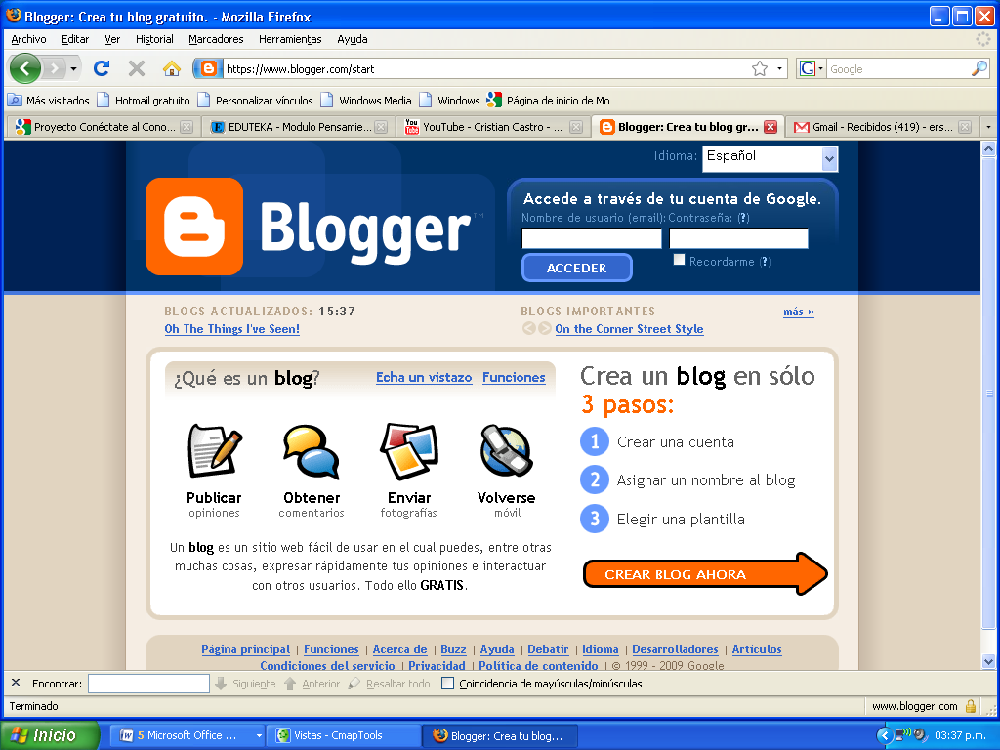 Blogger: Crea tu blog gratuito. - Mozilla Firefox
Archivo Editar Ver Historial Marcadores Herramientas Ayuda
https://www.blogger.com/start
G Google
Más visitados Hotmail gratuito Personalizar vínculos Windows Media Windows Página de inicio de Mo...
Proyecto Conéctate al Cono... EDUTEKA - Modulo Pensamie... YouTube - Cristian Castro - ... Blogger: Crea tu blog gr... Gmail - Recibidos (419) - ers...
Idioma: Español
Blogger™
Accede a través de tu cuenta de Google.
Nombre de usuario (email): Contraseña: (?)
ACCEDER Recordarme (?)
BLOGS ACTUALIZADOS: 15:37
Oh The Things I've Seen!
BLOGS IMPORTANTES más »
On the Corner Street Style
¿Qué es un blog? Echa un vistazo Funciones
Publicar Obtener Enviar Volverse
opiniones comentarios fotografías móvil
Un blog es un sitio web fácil de usar en el cual puedes, entre otras
muchas cosas, expresar rápidamente tus opiniones e interactuar
con otros usuarios. Todo ello GRATIS.
Crea un blog en sólo
3 pasos:
1 Crear una cuenta
2 Asignar un nombre al blog
3 Elegir una plantilla
CREAR BLOG AHORA
Página principal | Funciones | Acerca de | Buzz | Ayuda | Debatir | Idioma | Desarrolladores | Artículos
Condiciones del servicio | Privacidad | Política de contenido | © 1999 - 2009 Google
Encontrar: Siguiente Anterior Resaltar todo Coincidencia de mayúsculas/minúsculas
Terminado www.blogger.com
Inicio 5 Microsoft Office ... Vistas - CmapTools Blogger: Crea tu blog... 03:37 p.m.